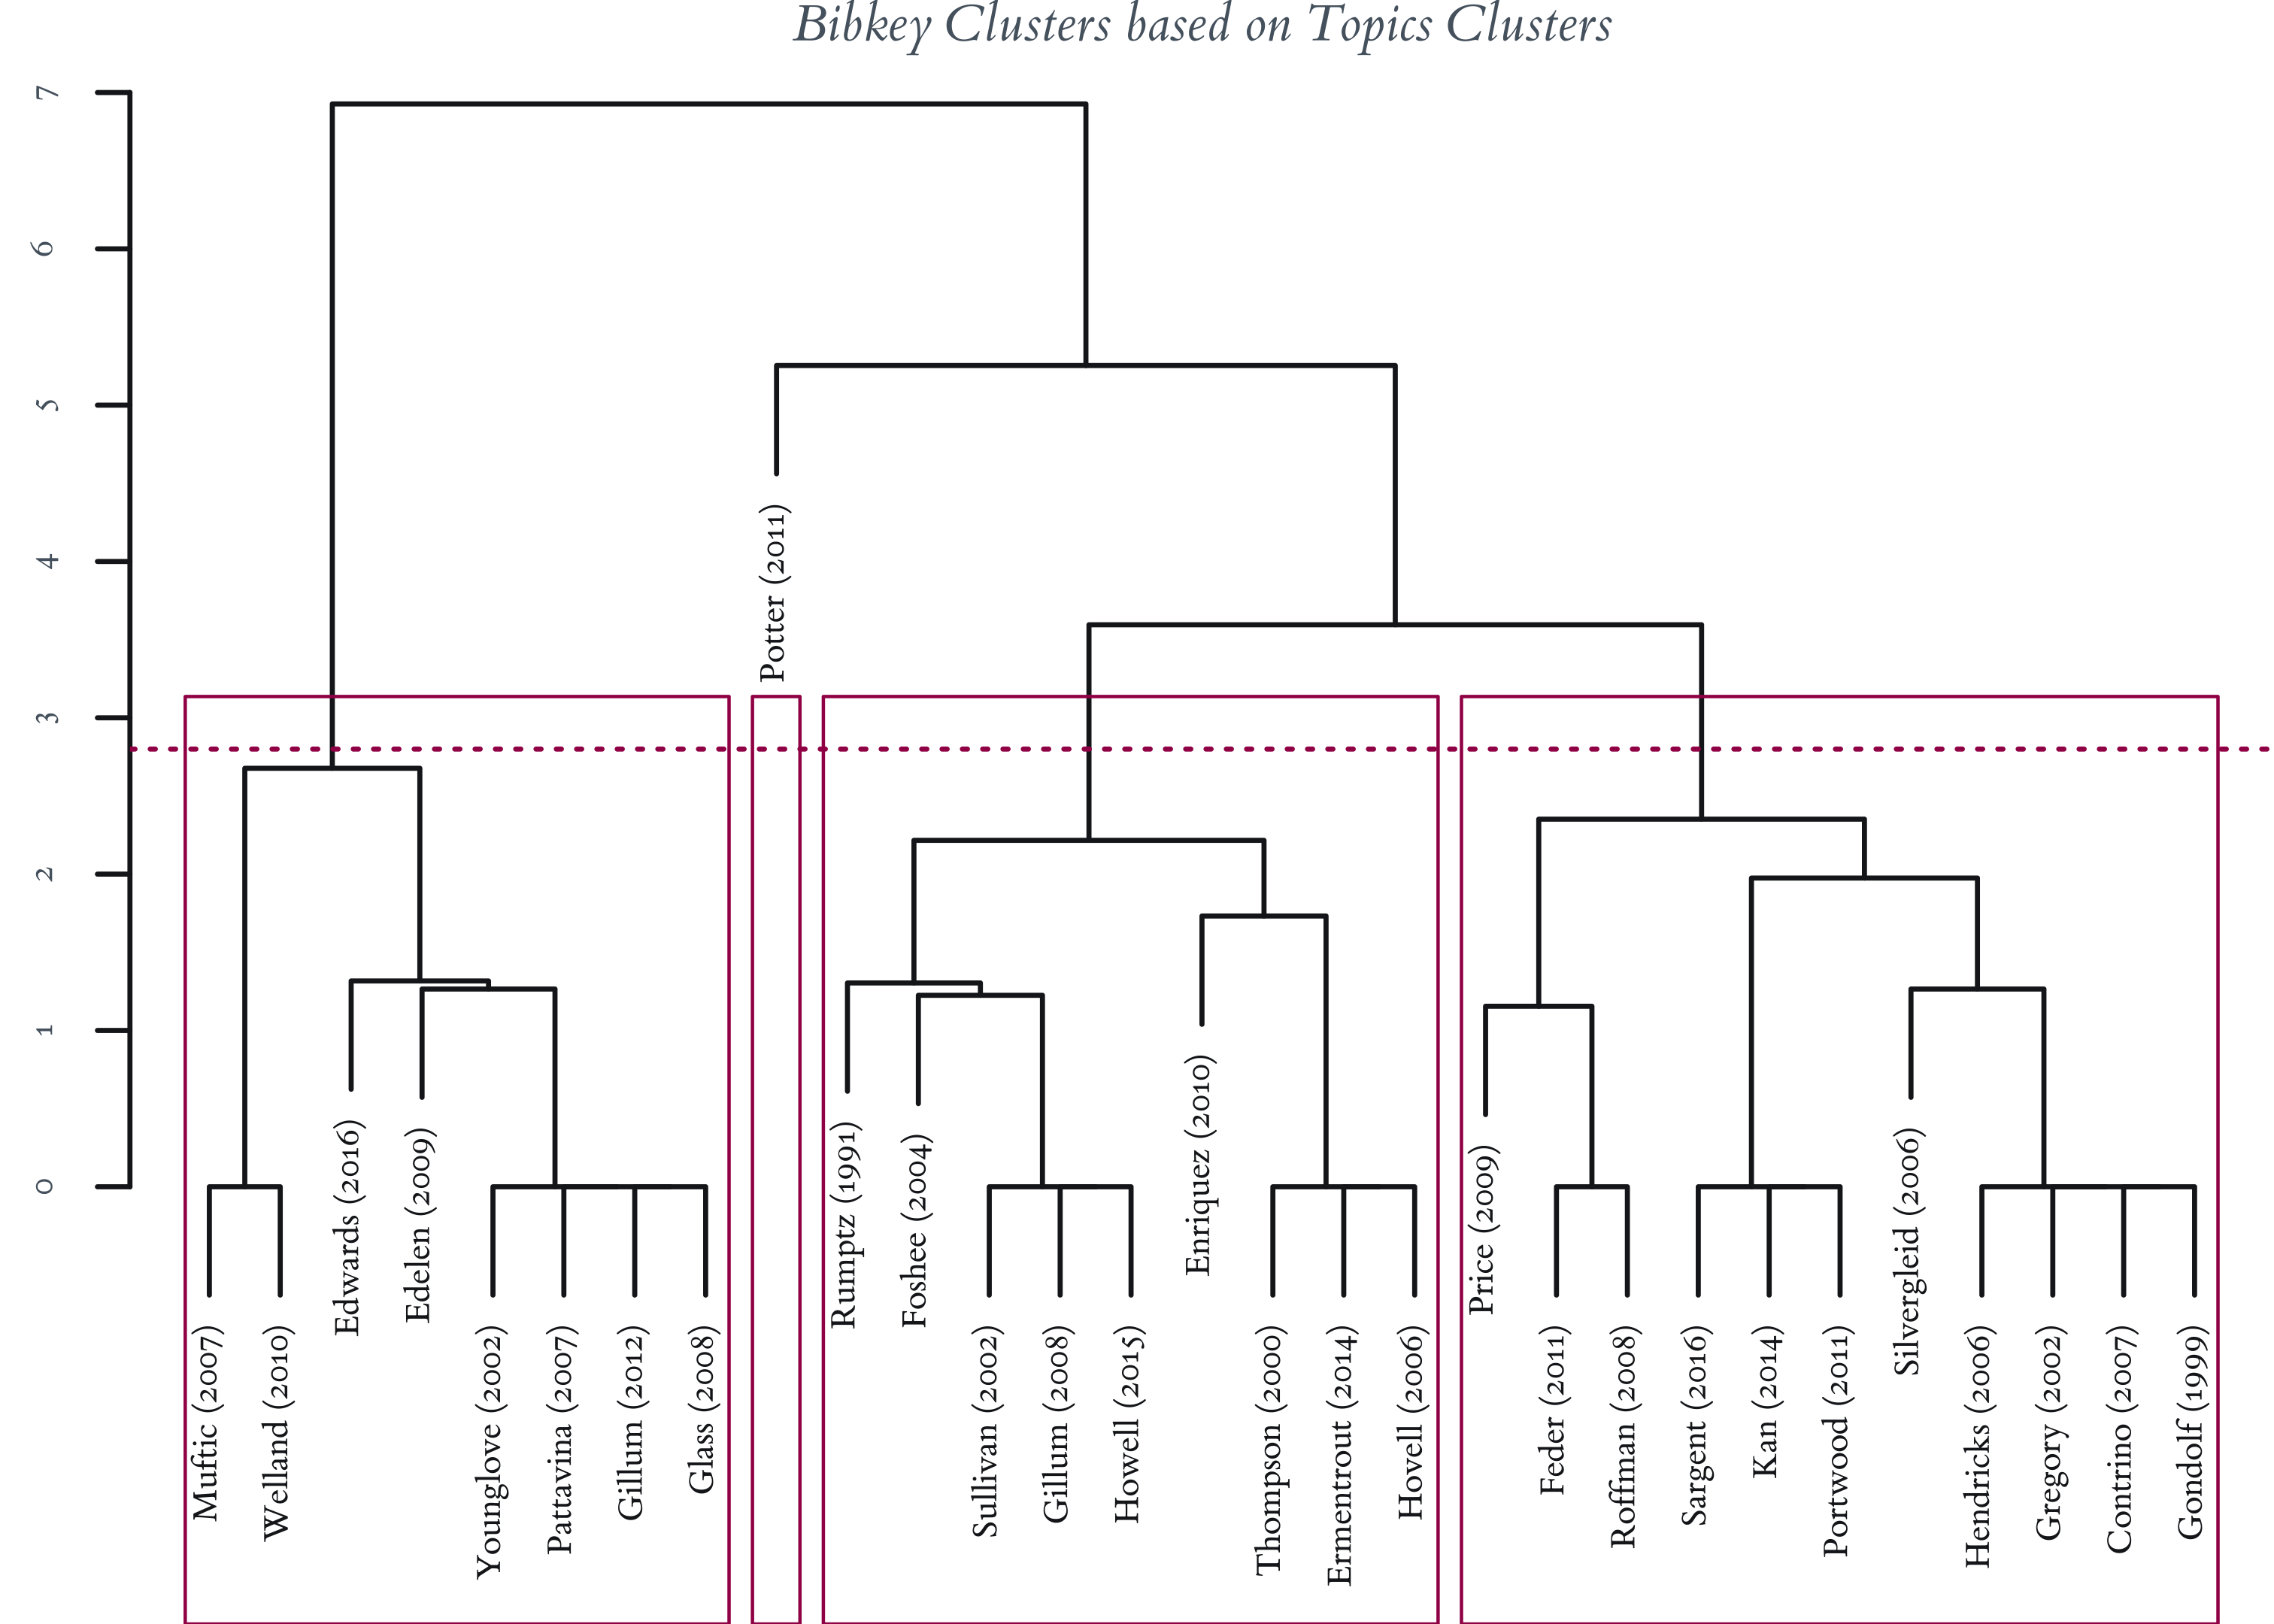 Bibkey Clusters based on Topics Clusters
7
6
5
4
3
2
1
0
Potter (2011)
Muftic (2007)
Welland (2010)
Edwards (2016)
Eddelen (2009)
Younglove (2002)
Pattavina (2007)
Gillum (2012)
Glass (2008)
Rumptz (1991)
Foshee (2004)
Sullivan (2002)
Gillum (2008)
Howell (2015)
Enriquez (2010)
Thompson (2000)
Ermentrout (2014)
Hovell (2006)
Price (2009)
Feder (2011)
Roffman (2008)
Sargent (2016)
Kan (2014)
Portwood (2011)
Silvergleid (2006)
Hendricks (2006)
Gregory (2002)
Contrino (2007)
Gondolf (1999)